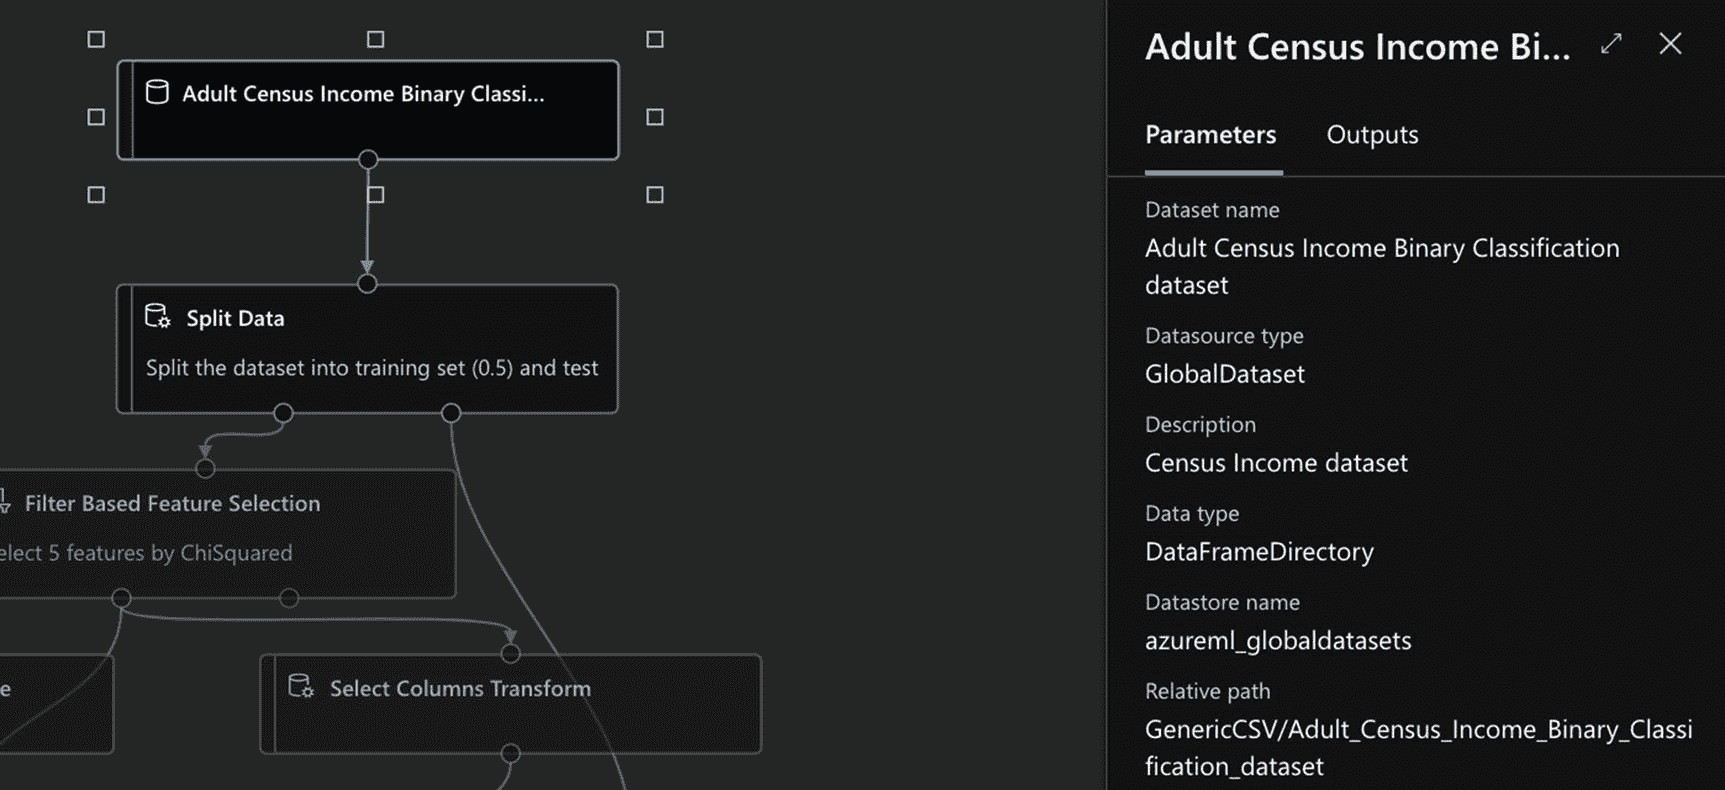 Adult Census Income Binary Classi...
Split Data
Split the dataset into training set (0.5) and test
Filter Based Feature Selection
elect 5 features by ChiSquared
e
Select Columns Transform
Adult Census Income Bi...
Parameters
Outputs
Dataset name
Adult Census Income Binary Classification
dataset
Datasource type
GlobalDataset
Description
Census Income dataset
Data type
DataFrameDirectory
Datastore name
azureml_globaldatasets
Relative path
GenericCSV/Adult_Census_Income_Binary_Classi
fication_dataset